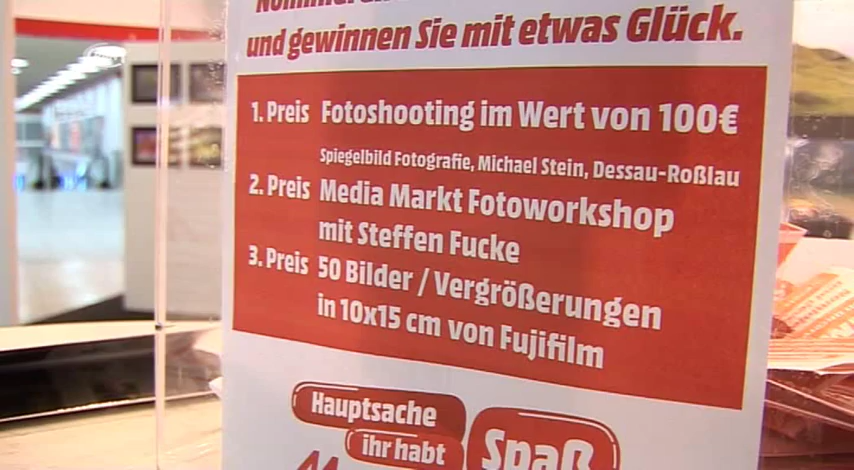 und gewinnen Sie mit etwas Glück.
1. Preis Fotoshooting im Wert von 100€
Spiegelbild Fotografie, Michael Stein, Dessau-Roßlau
2. Preis Media Markt Fotoworkshop
mit Steffen Fucke
3. Preis 50 Bilder / Vergrößerungen
in 10x15 cm von Fujifilm
Hauptsache
ihr habt
Spaß